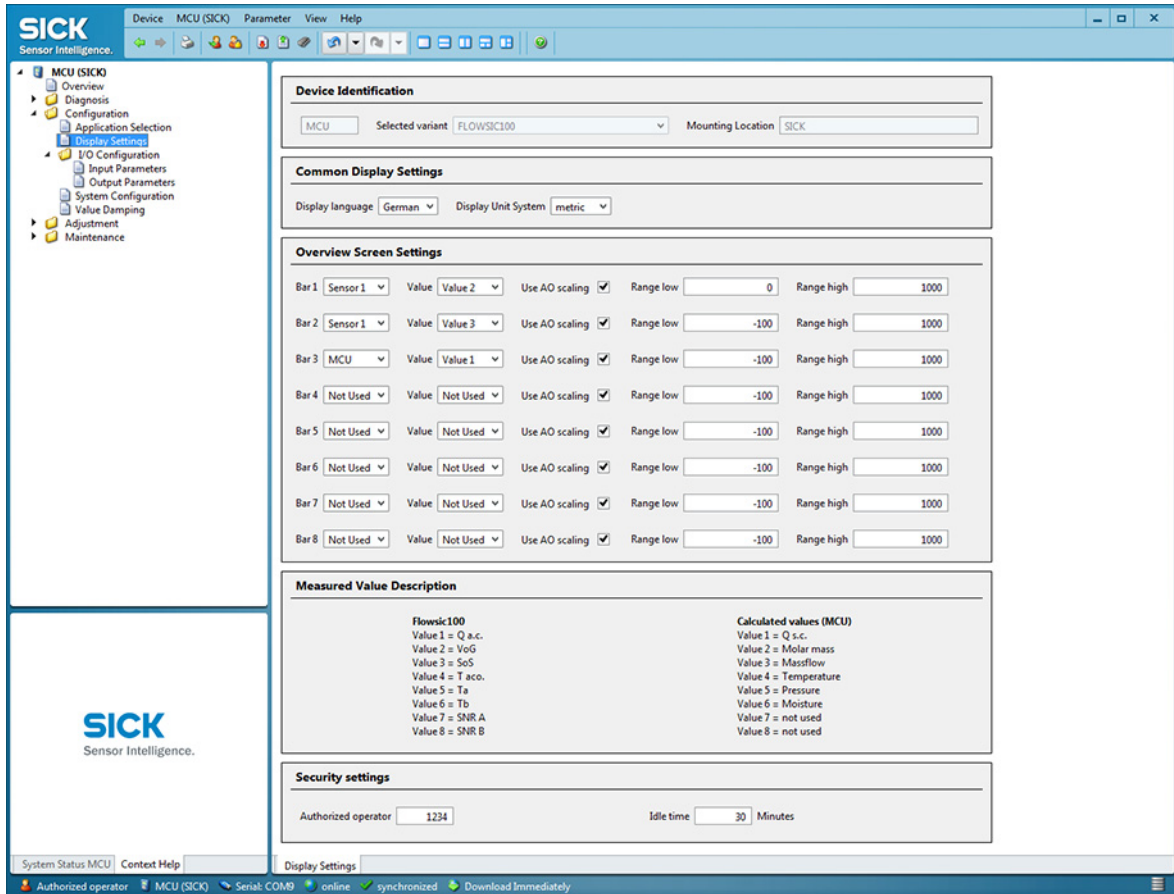 SICK
Sensor Intelligence.
Device MCU (SICK) Parameter View Help
MCU (SICK)
Overview
Diagnosis
Configuration
Application Selection
Display Settings
I/O Configuration
Input Parameters
Output Parameters
System Configuration
Value Damping
Adjustment
Maintenance
Device Identification
MCU Selected variant FLOWSIC100 Mounting Location SICK
Common Display Settings
Display language German Display Unit System metric
Overview Screen Settings
Bar 1 Sensor 1 Value Value 2 Use AO scaling Range low 0 Range high 1000
Bar 2 Sensor 1 Value Value 3 Use AO scaling Range low -100 Range high 1000
Bar 3 MCU Value Value 1 Use AO scaling Range low -100 Range high 1000
Bar 4 Not Used Value Not Used Use AO scaling Range low -100 Range high 1000
Bar 5 Not Used Value Not Used Use AO scaling Range low -100 Range high 1000
Bar 6 Not Used Value Not Used Use AO scaling Range low -100 Range high 1000
Bar 7 Not Used Value Not Used Use AO scaling Range low -100 Range high 1000
Bar 8 Not Used Value Not Used Use AO scaling Range low -100 Range high 1000
Measured Value Description
Flowsic100
Value 1 = Q a.c.
Value 2 = VoG
Value 3 = SoS
Value 4 = T aco.
Value 5 = Ta
Value 6 = Tb
Value 7 = SNR A
Value 8 = SNR B
Calculated values (MCU)
Value 1 = Q s.c.
Value 2 = Molar mass
Value 3 = Massflow
Value 4 = Temperature
Value 5 = Pressure
Value 6 = Moisture
Value 7 = not used
Value 8 = not used
Security settings
Authorized operator 1234 Idle time 30 Minutes
SICK
Sensor Intelligence.
System Status MCU Context Help
Display Settings
Authorized operator MCU (SICK) Serial: COM9 online synchronized Download Immediately